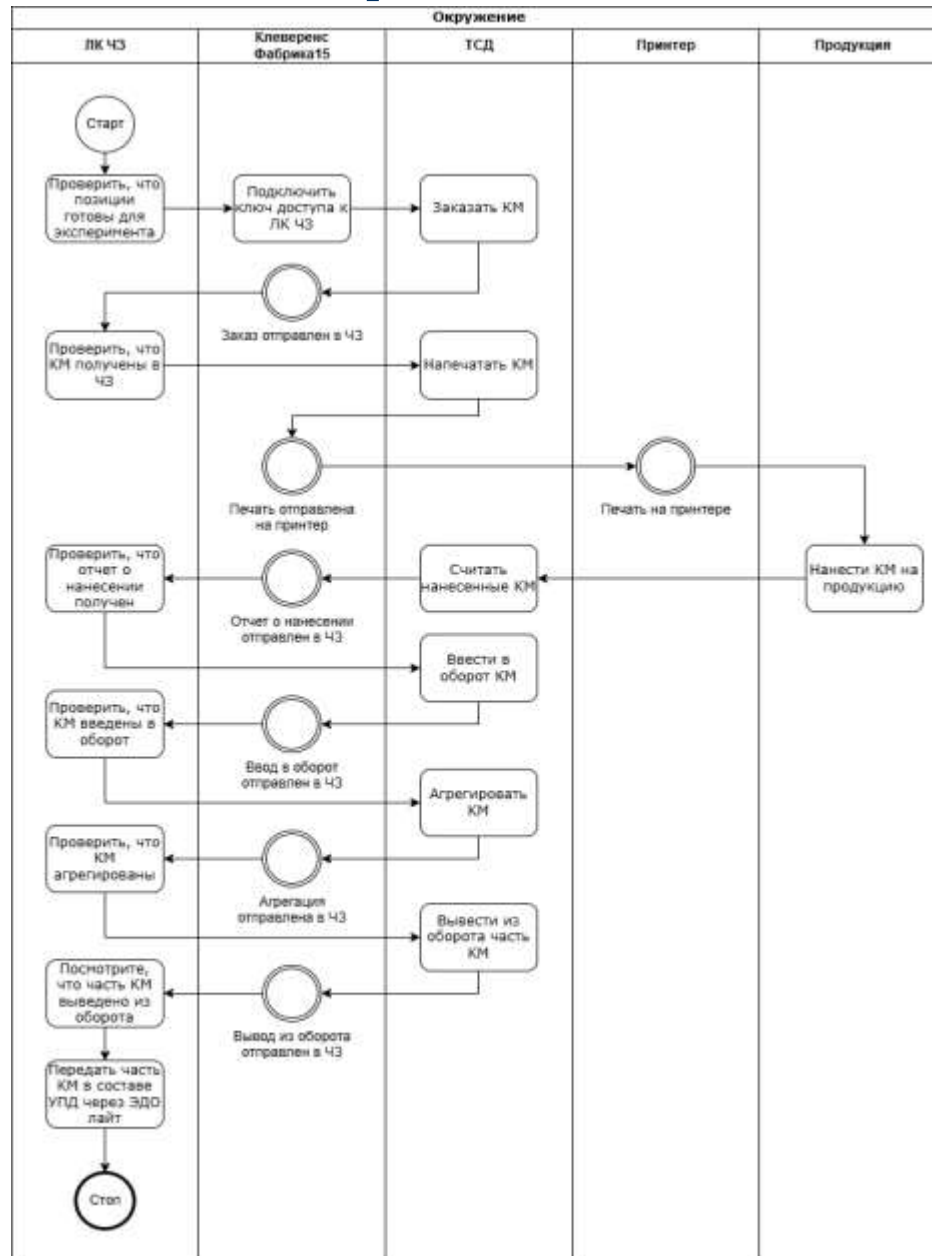 Окружение
ЛК ЧЗ
Клеверенс
Фабрика15
ТСД
Принтер
Продукция
Старт
Проверить, что
позиции
готовы для
эксперимента
Подключить
ключ доступа к
ЛК ЧЗ
Заказать КМ
Заказ отправлен в ЧЗ
Проверить, что
КМ получены в
ЧЗ
Напечатать КМ
Печать отправлена
на принтер
Печать на принтере
Проверить, что
отчет о
нанесении
получен
Отчет о нанесении
отправлен в ЧЗ
Считать
нанесенные КМ
Нанести КМ на
продукцию
Ввести в
оборот КМ
Проверить, что
КМ введены в
оборот
Ввод в оборот
отправлен в ЧЗ
Агрегировать
КМ
Проверить, что
КМ
агрегированы
Агрегация
отправлена в ЧЗ
Вывести из
оборота часть
КМ
Посмотрите,
что часть КМ
выведено из
оборота
Вывод из оборота
отправлен в ЧЗ
Передать часть
КМ в составе
УПД через ЭДО
лайт
Стоп